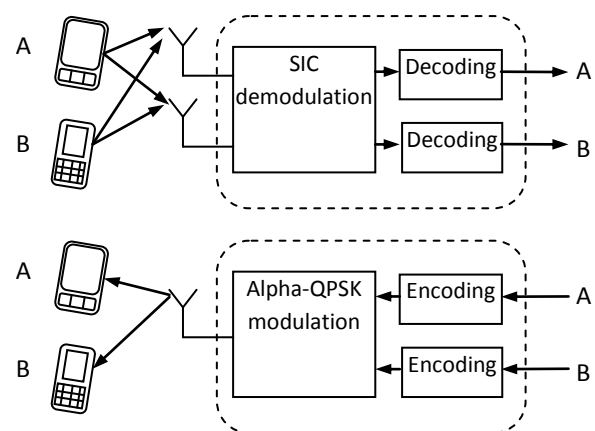 A
SIC
demodulation
Decoding
A
B
Decoding
B
A
Alpha-QPSK
modulation
Encoding
A
B
Encoding
B